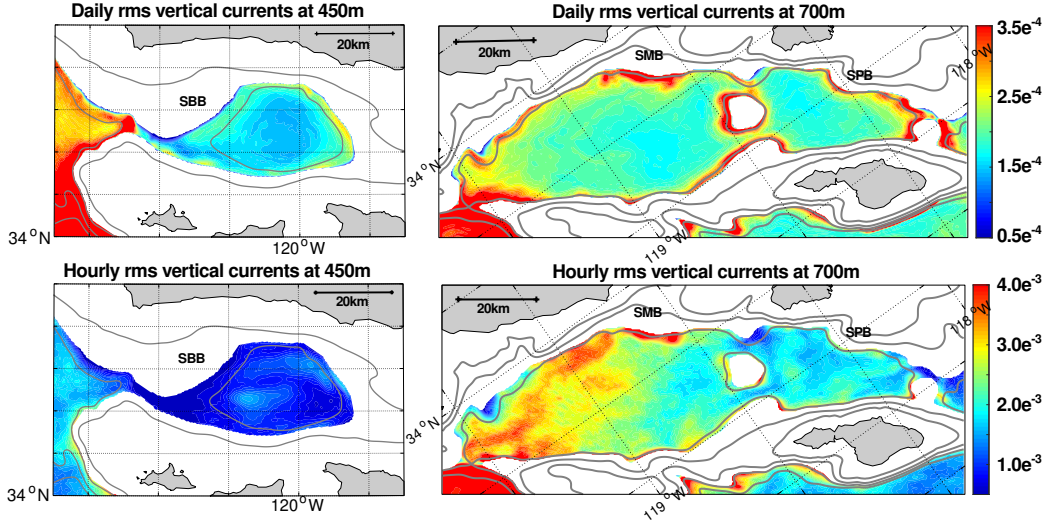 Daily rms vertical currents at 450m
20km
SBB
34°N
120°W
Daily rms vertical currents at 700m
20km
SMB
SPB
118°W
34°N
119°W
3.5e-4
2.5e-4
1.5e-4
0.5e-4
Hourly rms vertical currents at 450m
20km
SBB
34°N
120°W
Hourly rms vertical currents at 700m
20km
SMB
SPB
118°W
34°N
119°W
4.0e-3
3.0e-3
2.0e-3
1.0e-3